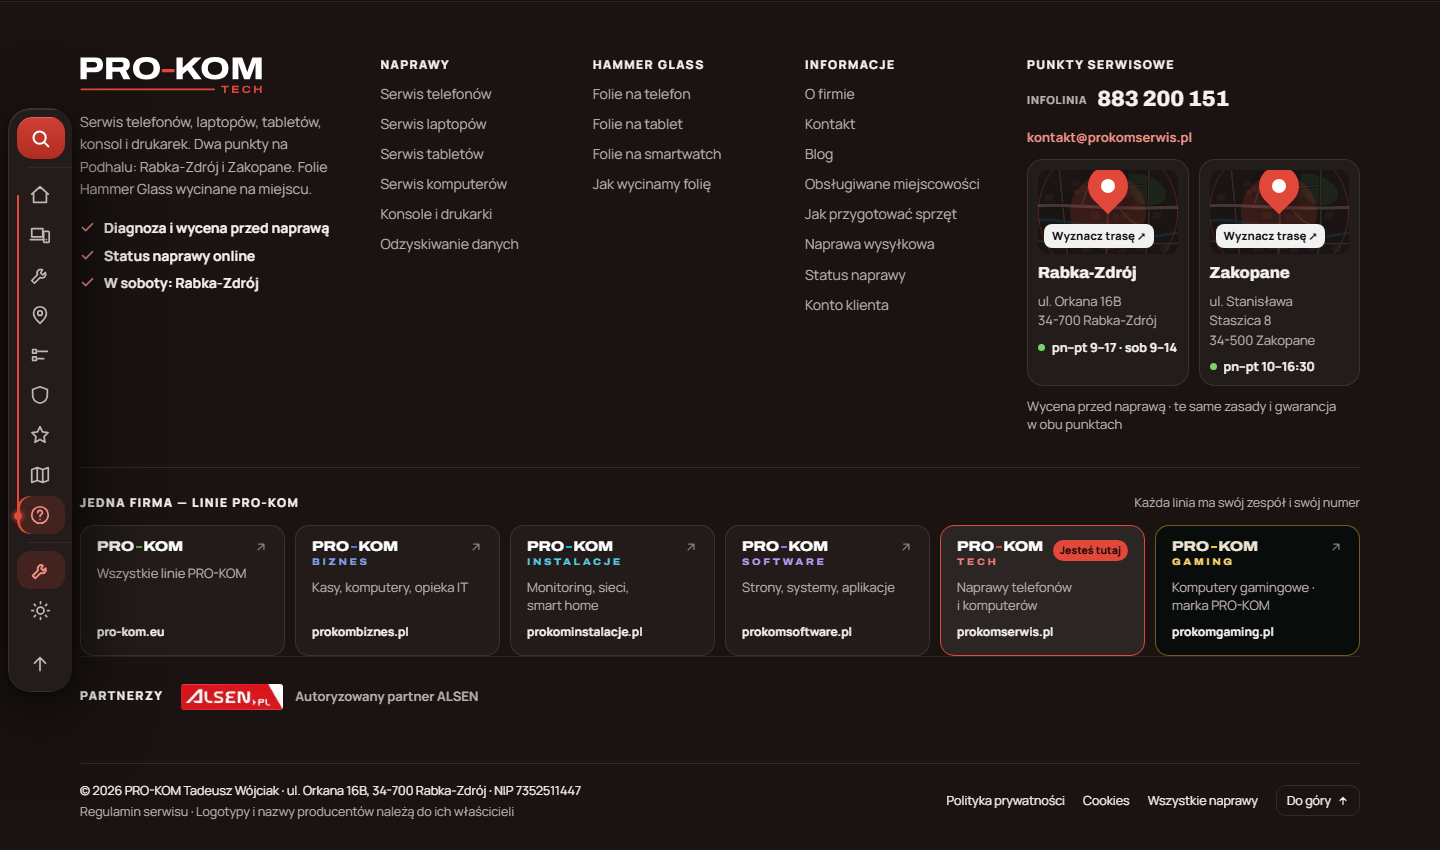 PRO-KOM
TECH
Serwis telefonów, laptopów, tabletów,
konsol i drukarek. Dwa punkty na
Podhalu: Rabka-Zdrój i Zakopane. Folie
Hammer Glass wycinane na miejscu.
Diagnoza i wycena przed naprawą
Status naprawy online
W soboty: Rabka-Zdrój
NAPRAWY
Serwis telefonów
Serwis laptopów
Serwis tabletów
Serwis komputerów
Konsole i drukarki
Odzyskiwanie danych
HAMMER GLASS
Folie na telefon
Folie na tablet
Folie na smartwatch
Jak wycinamy folię
INFORMACJE
O firmie
Kontakt
Blog
Obsługiwane miejscowości
Jak przygotować sprzęt
Naprawa wysyłkowa
Status naprawy
Konto klienta
PUNKTY SERWISOWE
INFOLINIA 883 200 151
kontakt@prokomserwis.pl
Wyznacz trasę ↗
Rabka-Zdrój
ul. Orkana 16B
34-700 Rabka-Zdrój
pn–pt 9–17 · sob 9–14
Wyznacz trasę ↗
Zakopane
ul. Stanisława
Staszica 8
34-500 Zakopane
pn–pt 10–16:30
Wycena przed naprawą · te same zasady i gwarancja
w obu punktach
JEDNA FIRMA — LINIE PRO-KOM
Każda linia ma swój zespół i swój numer
PRO-KOM
Wszystkie linie PRO-KOM
pro-kom.eu
PRO-KOM
BIZNES
Kasy, komputery, opieka IT
prokombiznes.pl
PRO-KOM
INSTALACJE
Monitoring, sieci,
smart home
prokominstalacje.pl
PRO-KOM
SOFTWARE
Strony, systemy, aplikacje
prokomsoftware.pl
PRO-KOM
TECH
Jesteś tutaj
Naprawy telefonów
i komputerów
prokomserwis.pl
PRO-KOM
GAMING
Komputery gamingowe ·
marka PRO-KOM
prokomgaming.pl
PARTNERZY
ALSEN.PL
Autoryzowany partner ALSEN
© 2026 PRO-KOM Tadeusz Wójciak · ul. Orkana 16B, 34-700 Rabka-Zdrój · NIP 7352511447
Regulamin serwisu · Logotypy i nazwy producentów należą do ich właścicieli
Polityka prywatności
Cookies
Wszystkie naprawy
Do góry ↑